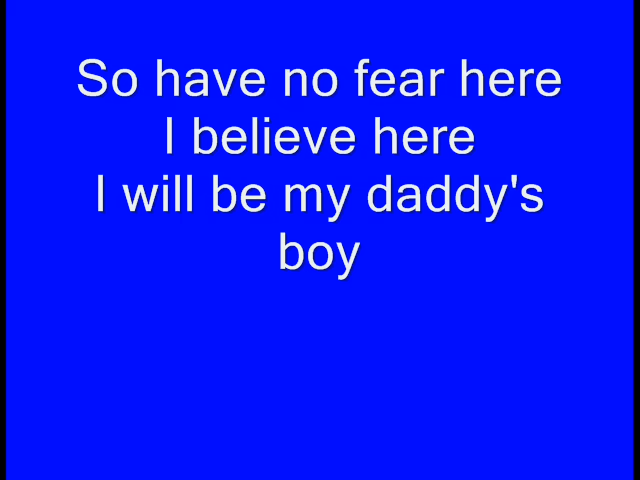 So have no fear here
I believe here
I will be my daddy's
boy